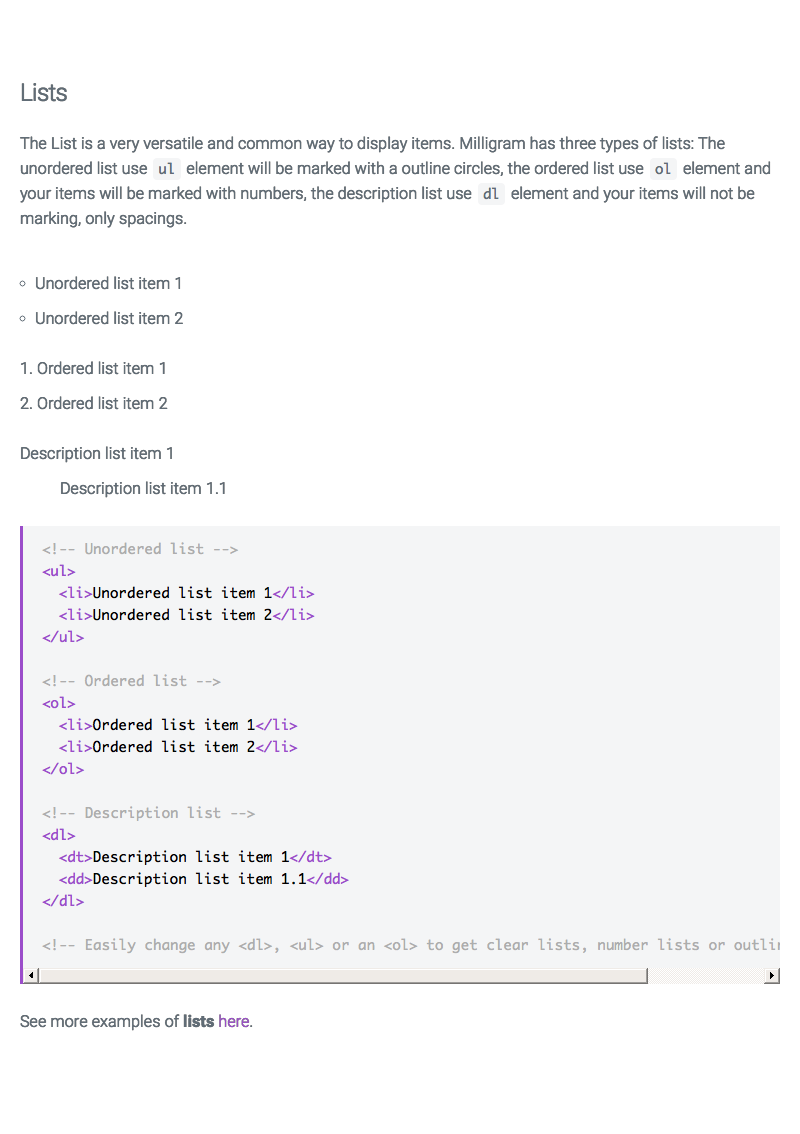 Lists
The List is a very versatile and common way to display items. Milligram has three types of lists: The
unordered list use ul element will be marked with a outline circles, the ordered list use ol element and
your items will be marked with numbers, the description list use dl element and your items will not be
marking, only spacings.
Unordered list item 1
Unordered list item 2
1. Ordered list item 1
2. Ordered list item 2
Description list item 1
Description list item 1.1
<!-- Unordered list -->
<ul>
  <li>Unordered list item 1</li>
  <li>Unordered list item 2</li>
</ul>
<!-- Ordered list -->
<ol>
  <li>Ordered list item 1</li>
  <li>Ordered list item 2</li>
</ol>
<!-- Description list -->
<dl>
  <dt>Description list item 1</dt>
  <dd>Description list item 1.1</dd>
</dl>
<!-- Easily change any <dl>, <ul> or an <ol> to get clear lists, number lists or
See more examples of lists here.